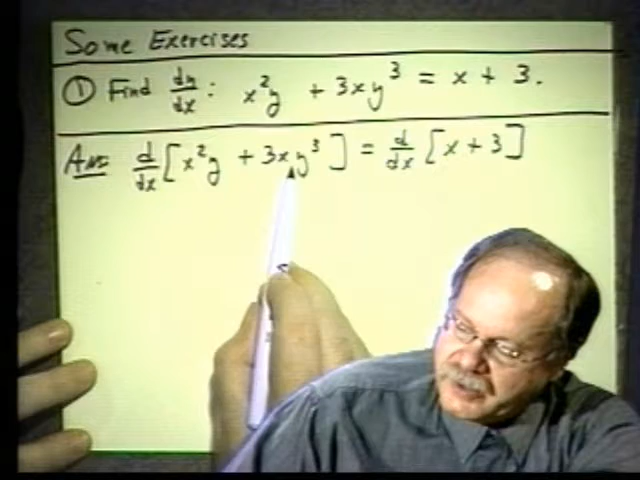 Some Exercises
① Find dy/dx : x²y + 3xy³ = x + 3.
Ans: d/dx [x²y + 3xy³] = d/dx [x + 3]